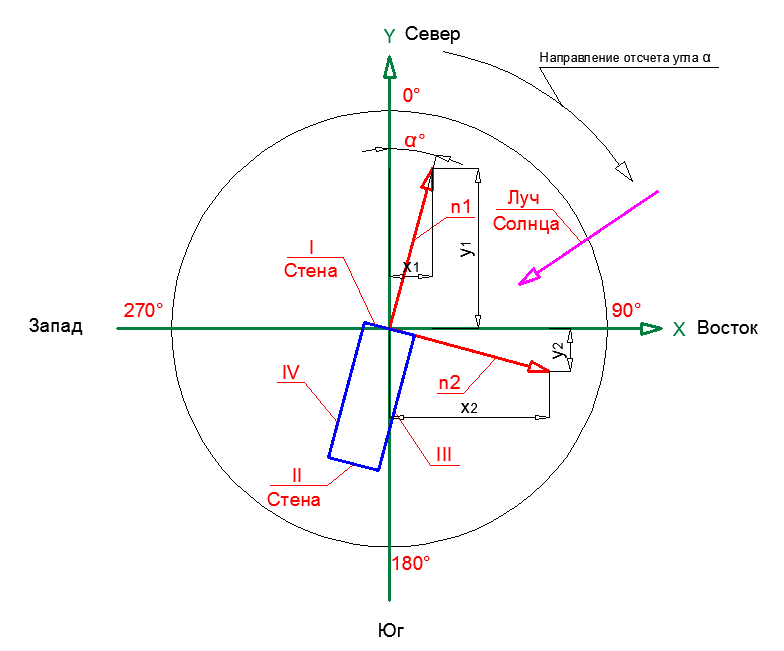 Y Север
Направление отсчета угла α
0°
α°
n1
Луч
Солнца
y1
I
Стена
x1
270°
90°
Запад
X Восток
y2
IV
n2
x2
III
II
Стена
180°
Юг